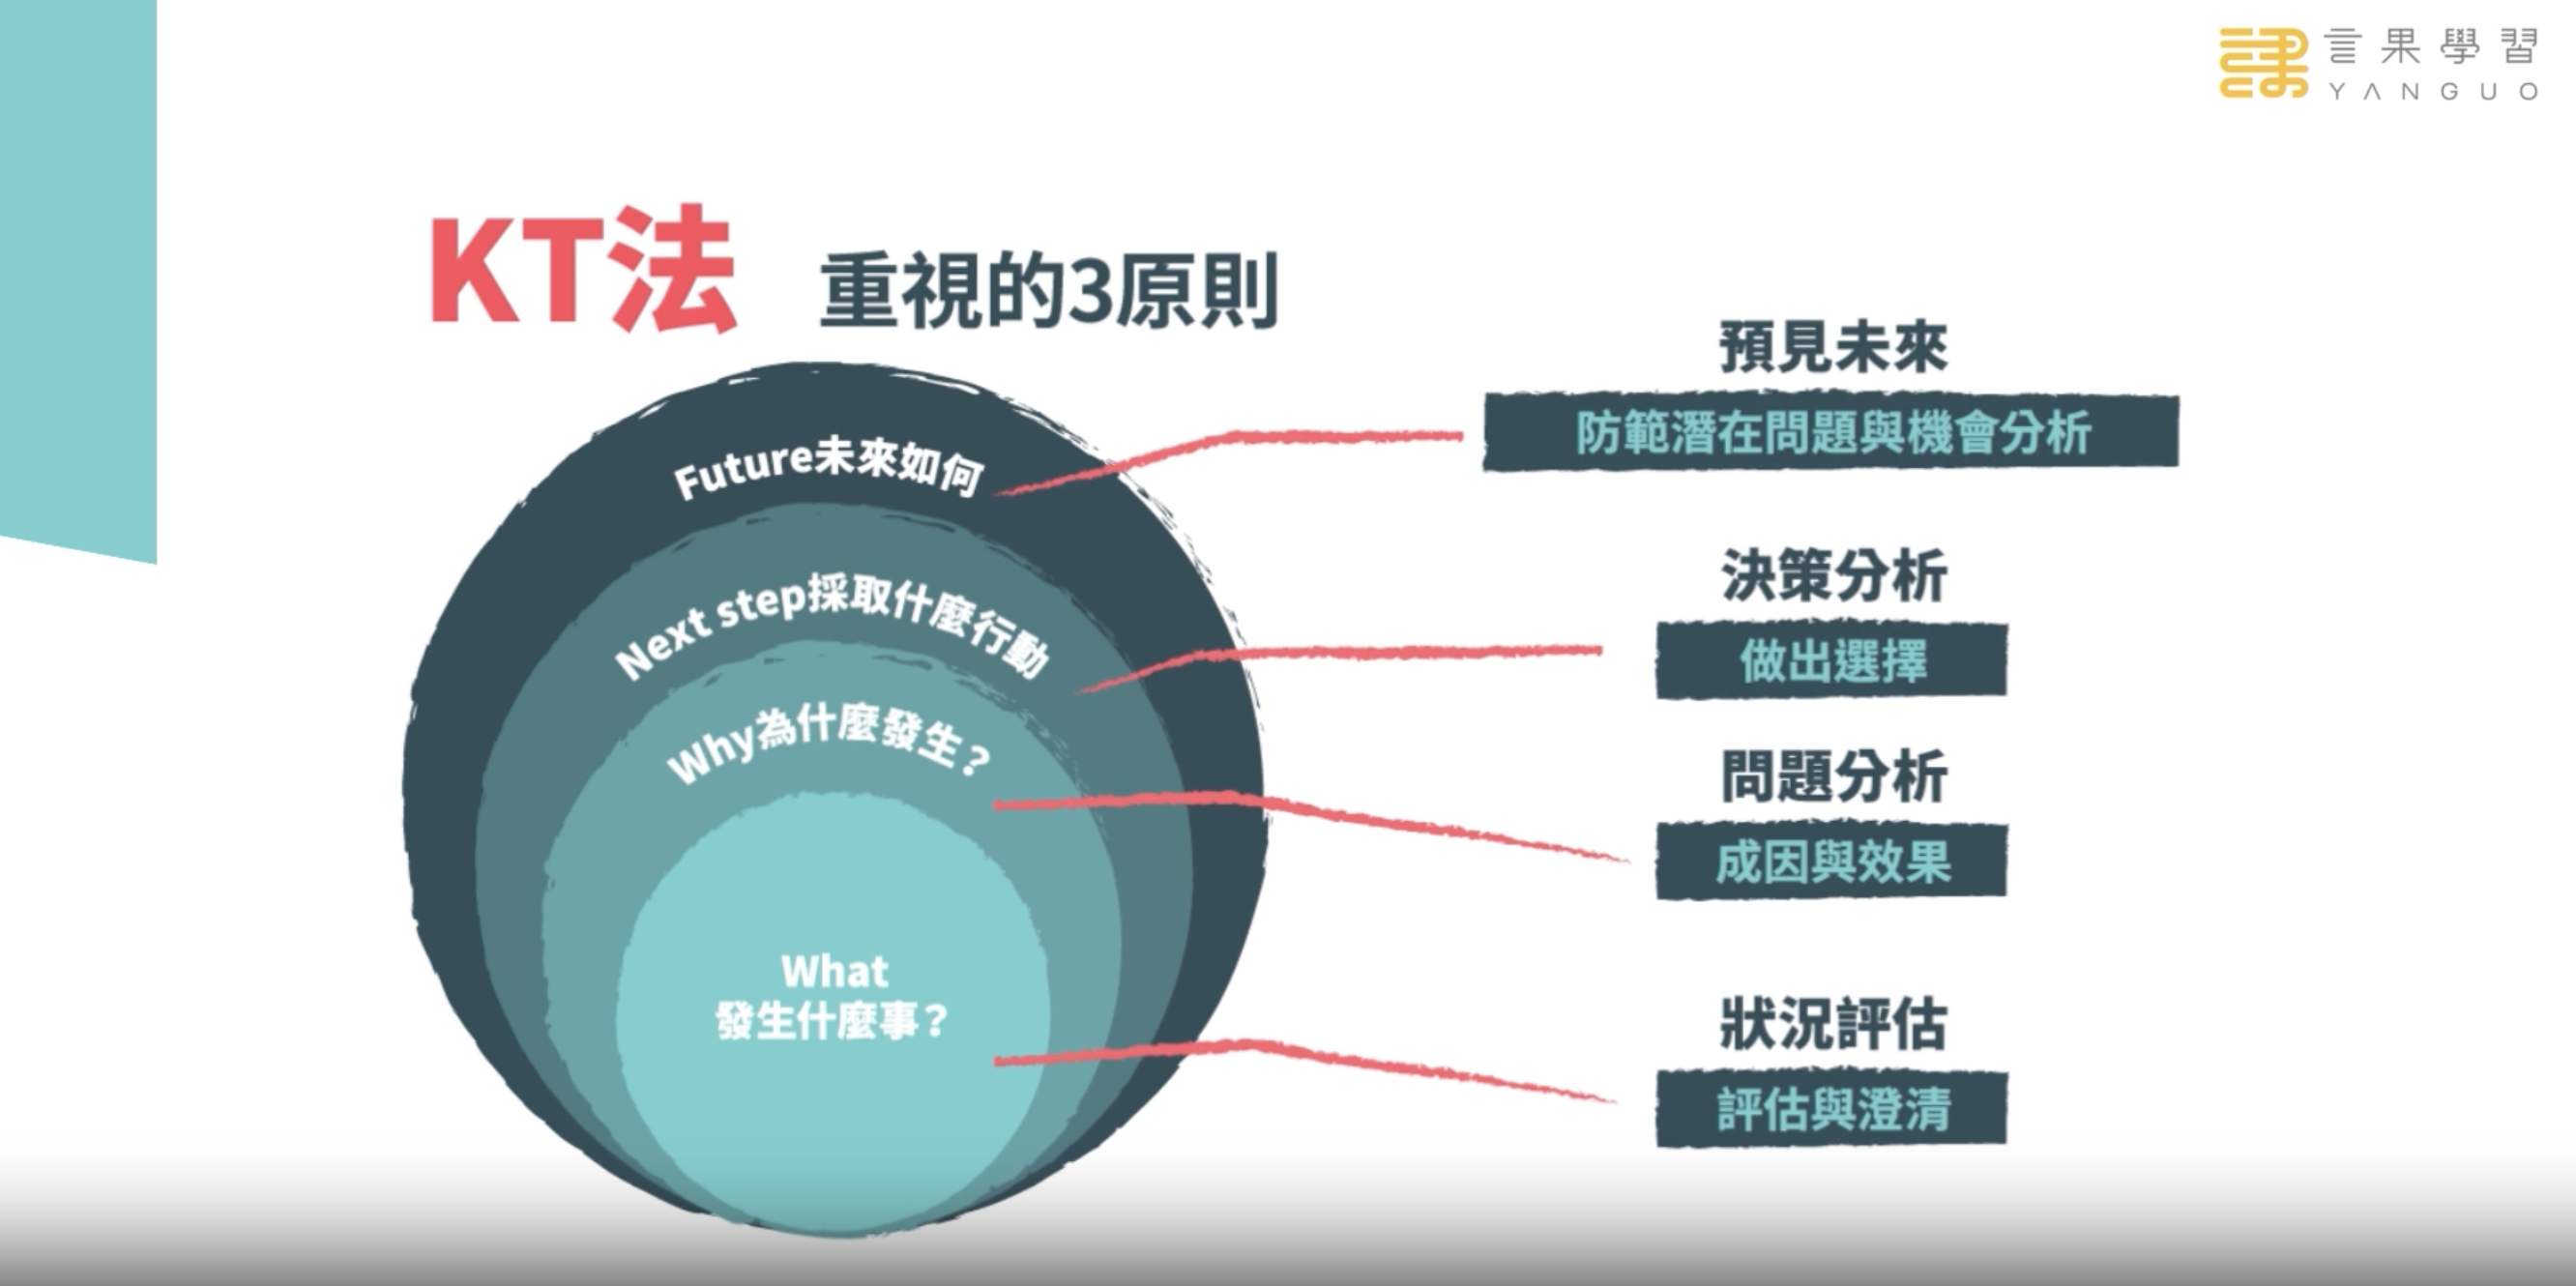 言果學習
YANGUO
KT法 重視的3原則
Future未來如何
Next step採取什麼行動
Why為什麼發生?
What
發生什麼事?
預見未來
防範潛在問題與機會分析
決策分析
做出選擇
問題分析
成因與效果
狀況評估
評估與澄清